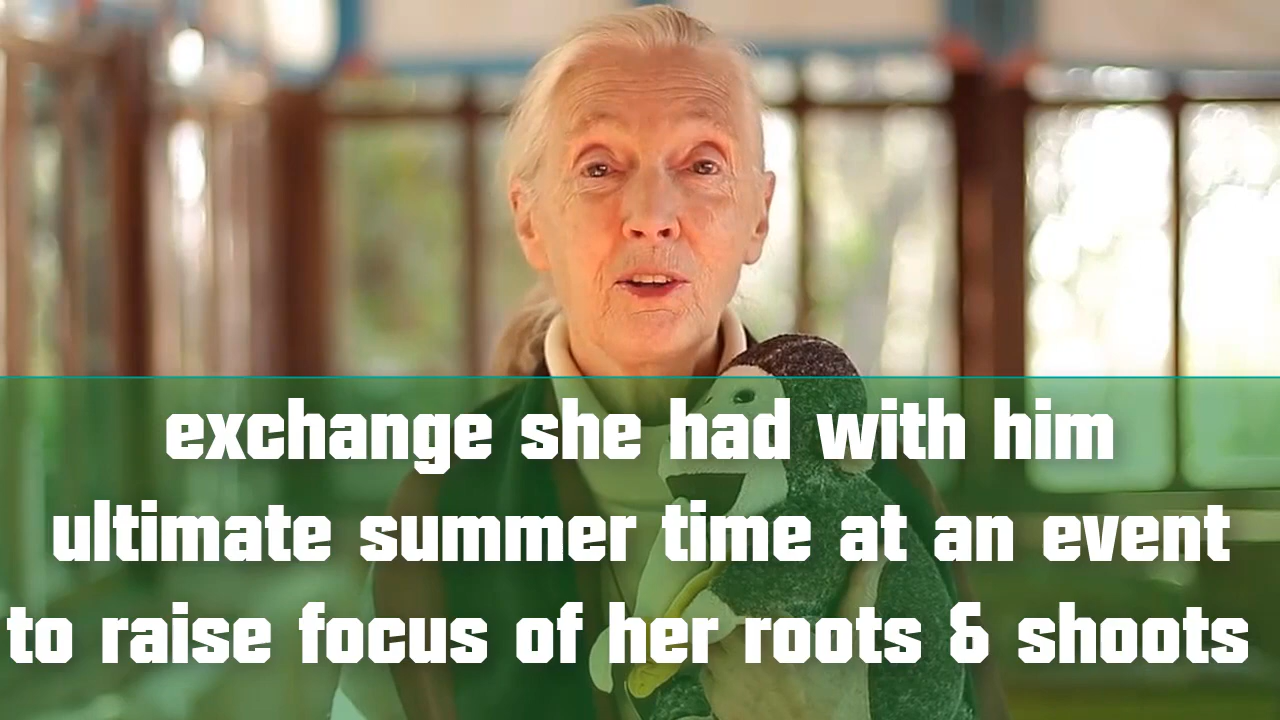 exchange she had with him
ultimate summer time at an event
to raise focus of her roots & shoots